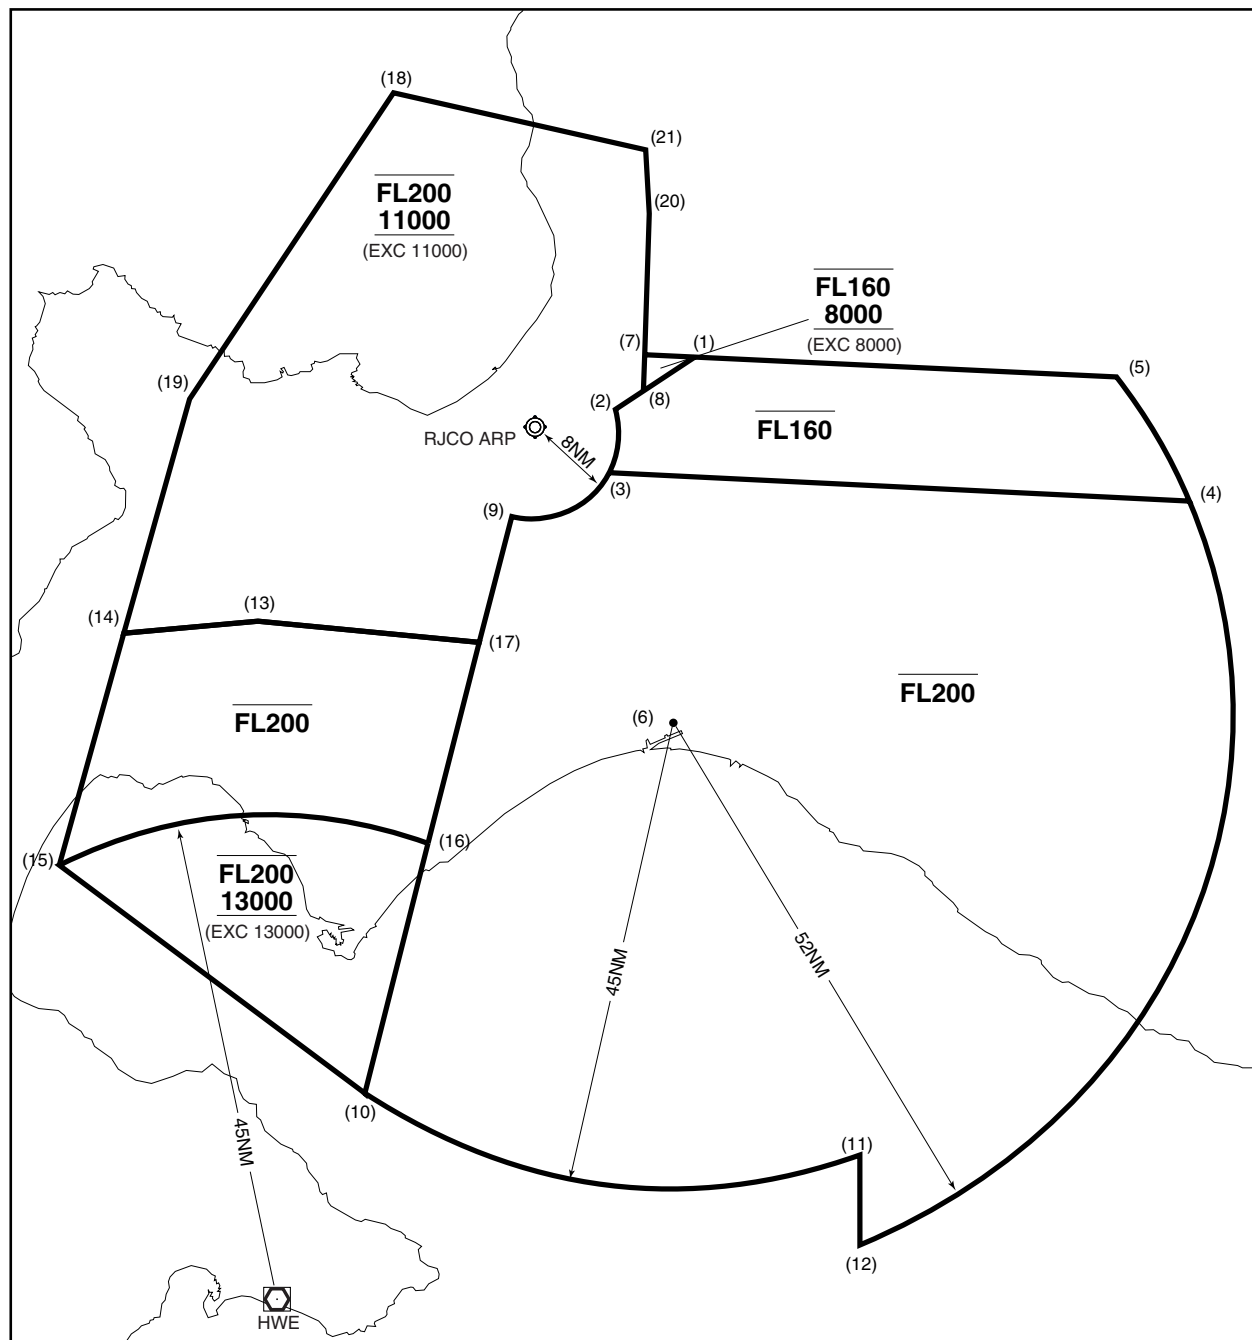 (18)
(21)
FL200
11000
(EXC 11000)
(20)
FL160
8000
(EXC 8000)
(7)
(1)
(5)
(19)
(2)
(8)
RJCO ARP
8NM
FL160
(3)
(4)
(9)
(13)
(14)
(17)
FL200
FL200
(6)
(16)
(15)
FL200
13000
(EXC 13000)
52NM
45NM
(10)
45NM
(11)
(12)
HWE